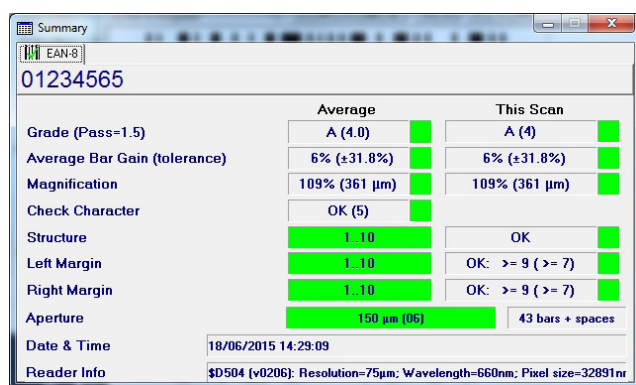 Summary
EAN-8
01234565
Average This Scan
Grade (Pass=1.5) A (4.0) A (4)
Average Bar Gain (tolerance) 6% (±31.8%) 6% (±31.8%)
Magnification 109% (361 µm) 109% (361 µm)
Check Character OK (5)
Structure 1..10 OK
Left Margin 1..10 OK: >= 9 ( >= 7)
Right Margin 1..10 OK: >= 9 ( >= 7)
Aperture 150 µm (06) 43 bars + spaces
Date & Time 18/06/2015 14:29:09
Reader Info $D504 (v0206): Resolution=75µm; Wavelength=660nm; Pixel size=32891nr